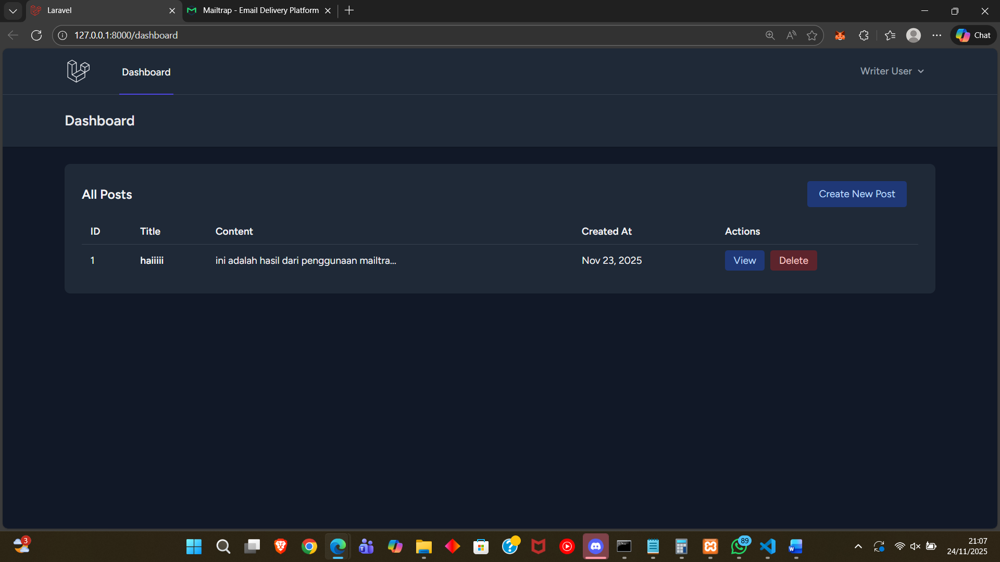 Laravel
Mailtrap - Email Delivery Platform
127.0.0.1:8000/dashboard
Chat
Dashboard
Writer User
Dashboard
All Posts
Create New Post
ID Title Content Created At Actions
1 haiiiii ini adalah hasil dari penggunaan mailtra... Nov 23, 2025 View Delete
3
89
21:07
24/11/2025